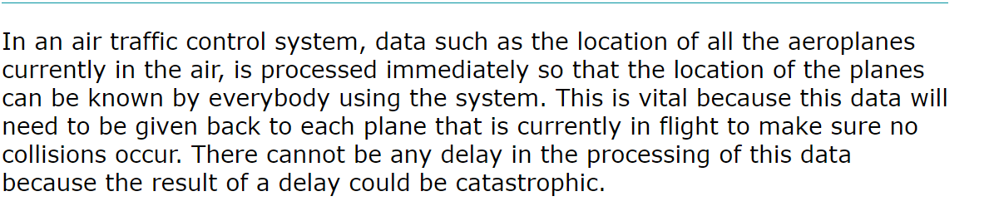 In an air traffic control system, data such as the location of all the aeroplanes
currently in the air, is processed immediately so that the location of the planes
can be known by everybody using the system. This is vital because this data will
need to be given back to each plane that is currently in flight to make sure no
collisions occur. There cannot be any delay in the processing of this data
because the result of a delay could be catastrophic.